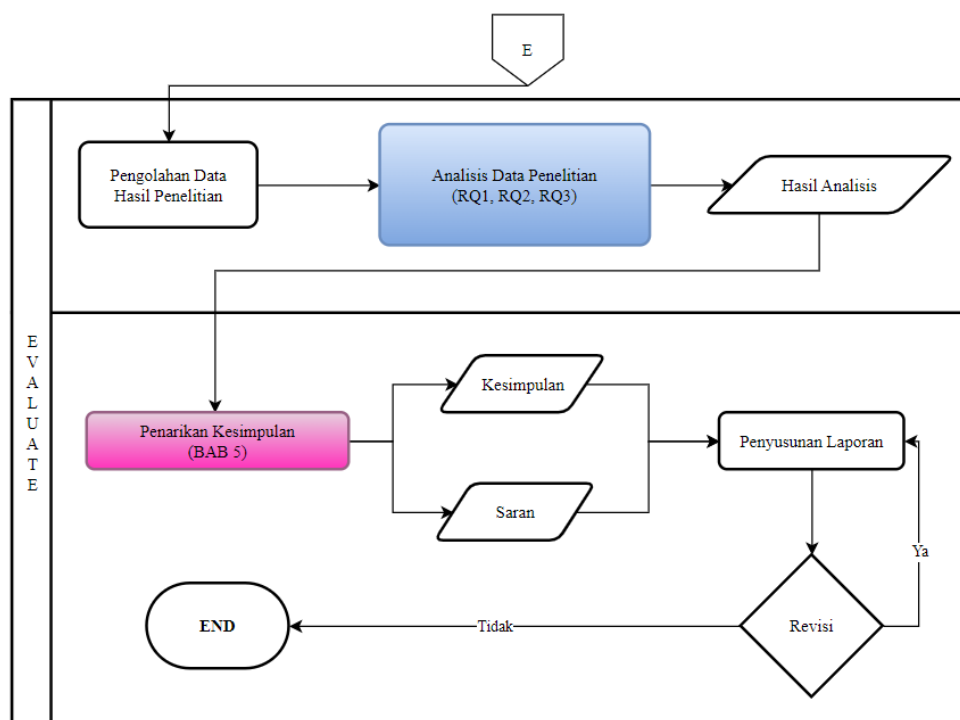 E
Pengolahan Data
Hasil Penelitian
Analisis Data Penelitian
(RQ1, RQ2, RQ3)
Hasil Analisis
E
V
A
L
U
A
T
E
Kesimpulan
Penarikan Kesimpulan
(BAB 5)
Penyusunan Laporan
Saran
Ya
END
Tidak
Revisi